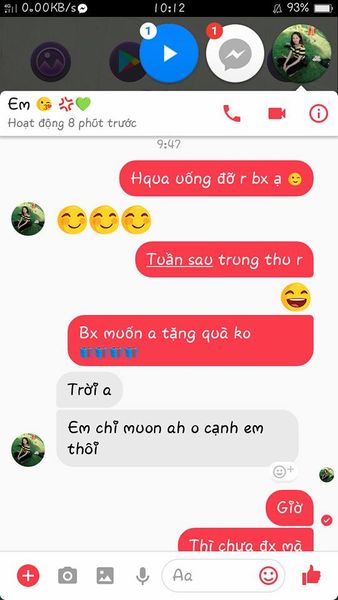 0.00KB/s
10:12
93%
1
1
Em 😘 💢💚
Hoạt động 8 phút trước
9:47
Hqua uống đỡ r bx ạ 😊
😊😊😊
Tuần sau trung thu r
😄
Bx muốn a tặng quà ko
Trời a
Em chỉ muon ah o cạnh em
thôi
Giờ
Thì chưa đx mà
Aa